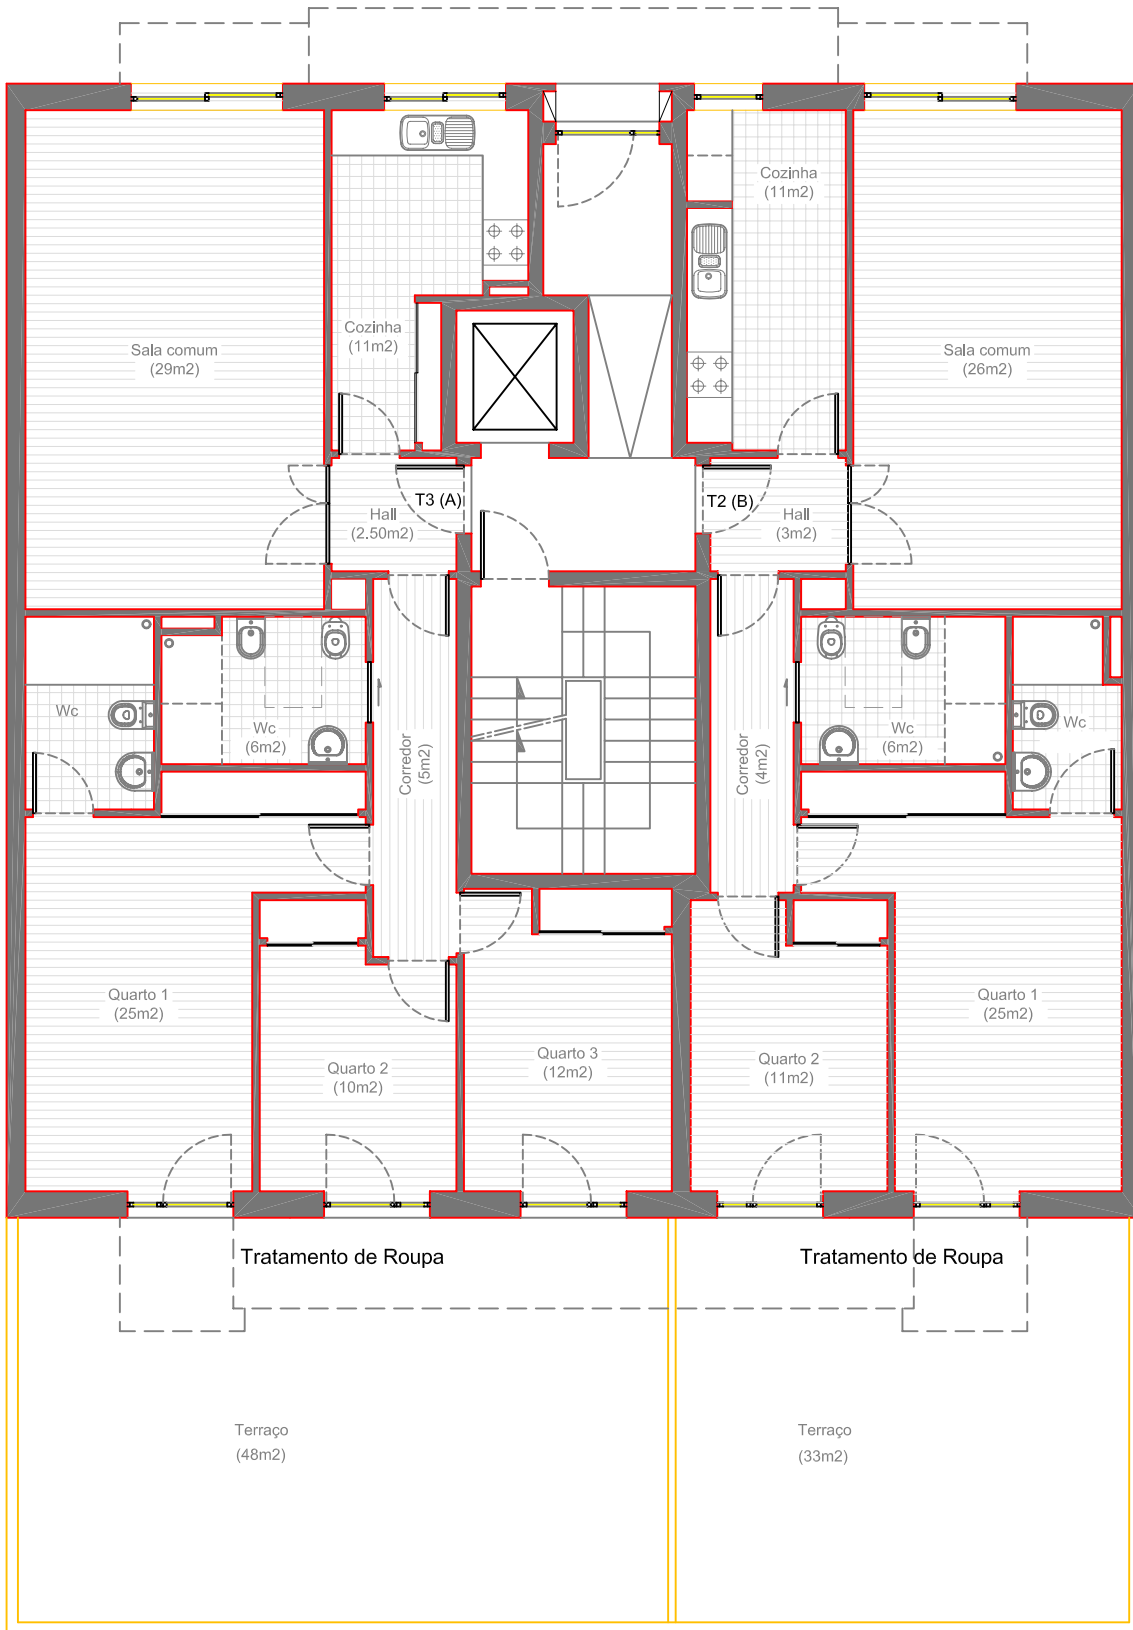 Cozinha
(11m2)
Sala comum
(29m2)
Cozinha
(11m2)
Sala comum
(26m2)
T3 (A)
Hall
(2.50m2)
T2 (B)
Hall
(3m2)
Wc
Wc
(6m2)
Corredor
(5m2)
Corredor
(4m2)
Wc
(6m2)
Wc
Quarto 1
(25m2)
Quarto 2
(10m2)
Quarto 3
(12m2)
Quarto 2
(11m2)
Quarto 1
(25m2)
Tratamento de Roupa
Tratamento de Roupa
Terraço
(48m2)
Terraço
(33m2)